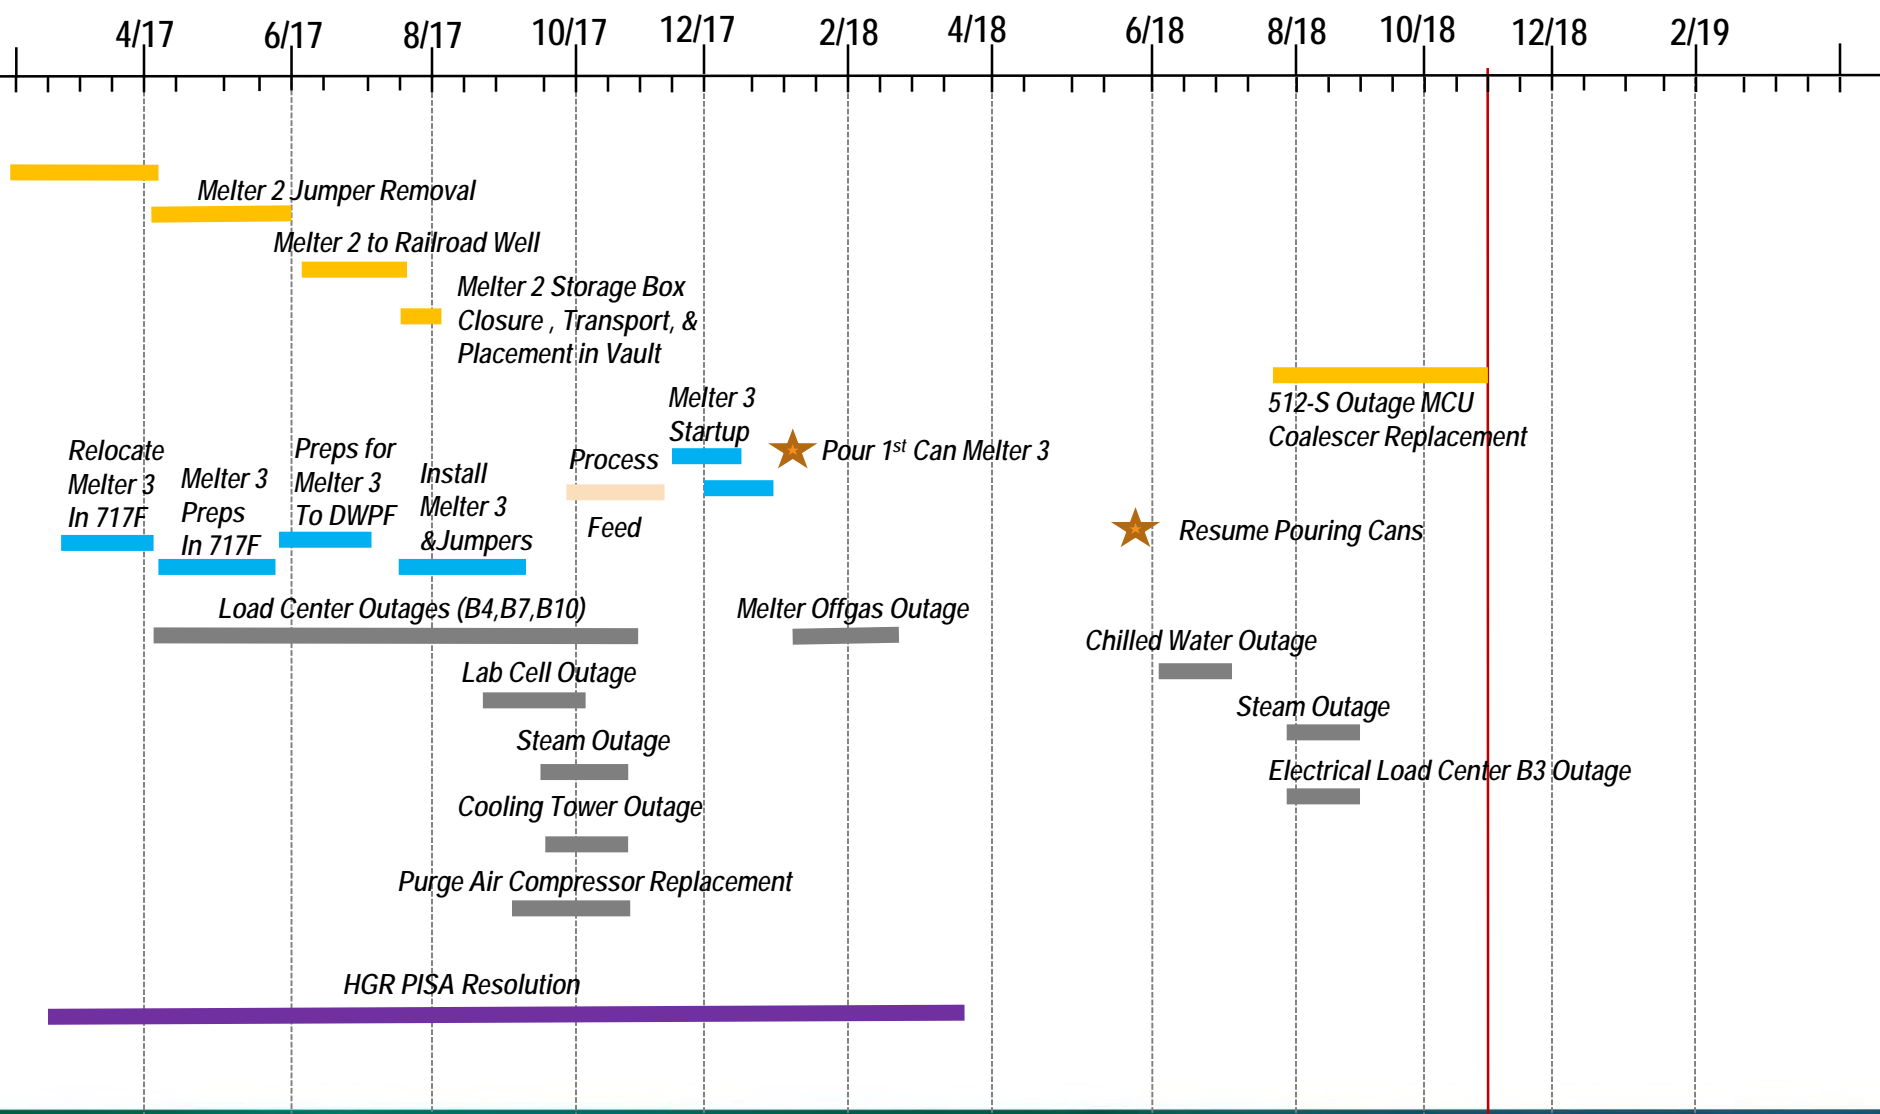 4/17 6/17 8/17 10/17 12/17 2/18 4/18 6/18 8/18 10/18 12/18 2/19
Melter 2 Jumper Removal
Melter 2 to Railroad Well
Melter 2 Storage Box
Closure , Transport, &
Placement in Vault
512-S Outage MCU
Coalescer Replacement
Relocate
Melter 3
In 717F
Melter 3
Preps
In 717F
Preps for
Melter 3
To DWPF
Install
Melter 3
&Jumpers
Process
Feed
Melter 3
Startup
Pour 1st Can Melter 3
Resume Pouring Cans
Load Center Outages (B4,B7,B10)
Melter Offgas Outage
Chilled Water Outage
Lab Cell Outage
Steam Outage
Steam Outage
Electrical Load Center B3 Outage
Cooling Tower Outage
Purge Air Compressor Replacement
HGR PISA Resolution